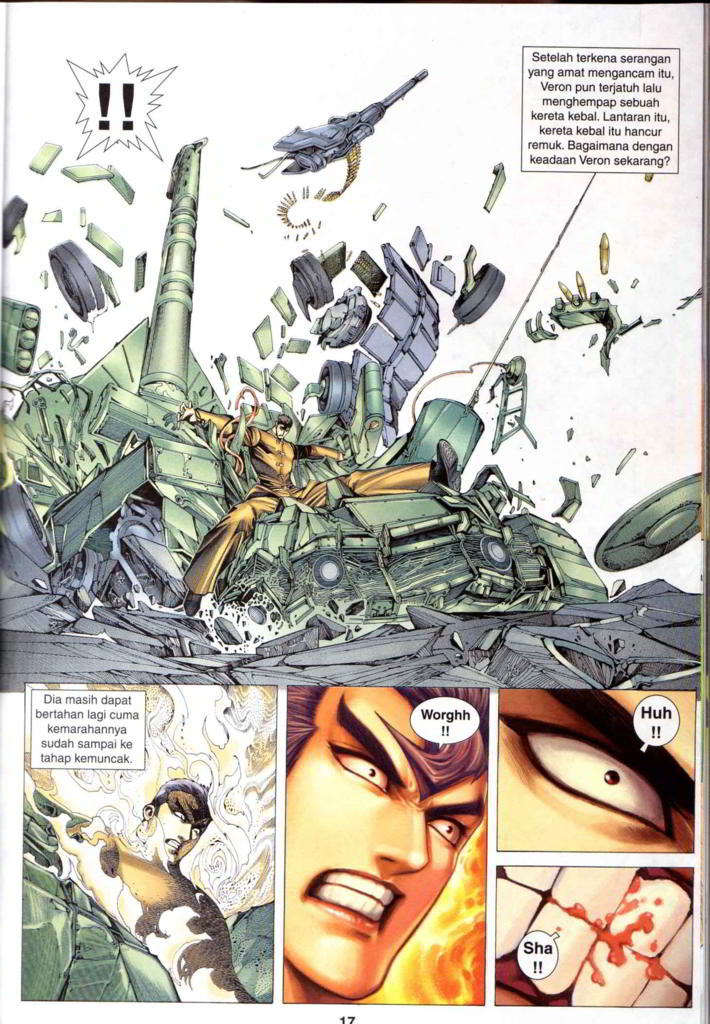 !!
Setelah terkena serangan
yang amat mengancam itu,
Veron pun terjatuh lalu
menghempap sebuah
kereta kebal. Lantaran itu,
kereta kebal itu hancur
remuk. Bagaimana dengan
keadaan Veron sekarang?
Dia masih dapat
bertahan lagi cuma
kemarahannya
sudah sampai ke
tahap kemuncak.
Worghh
!!
Huh
!!
Sha
!!
17